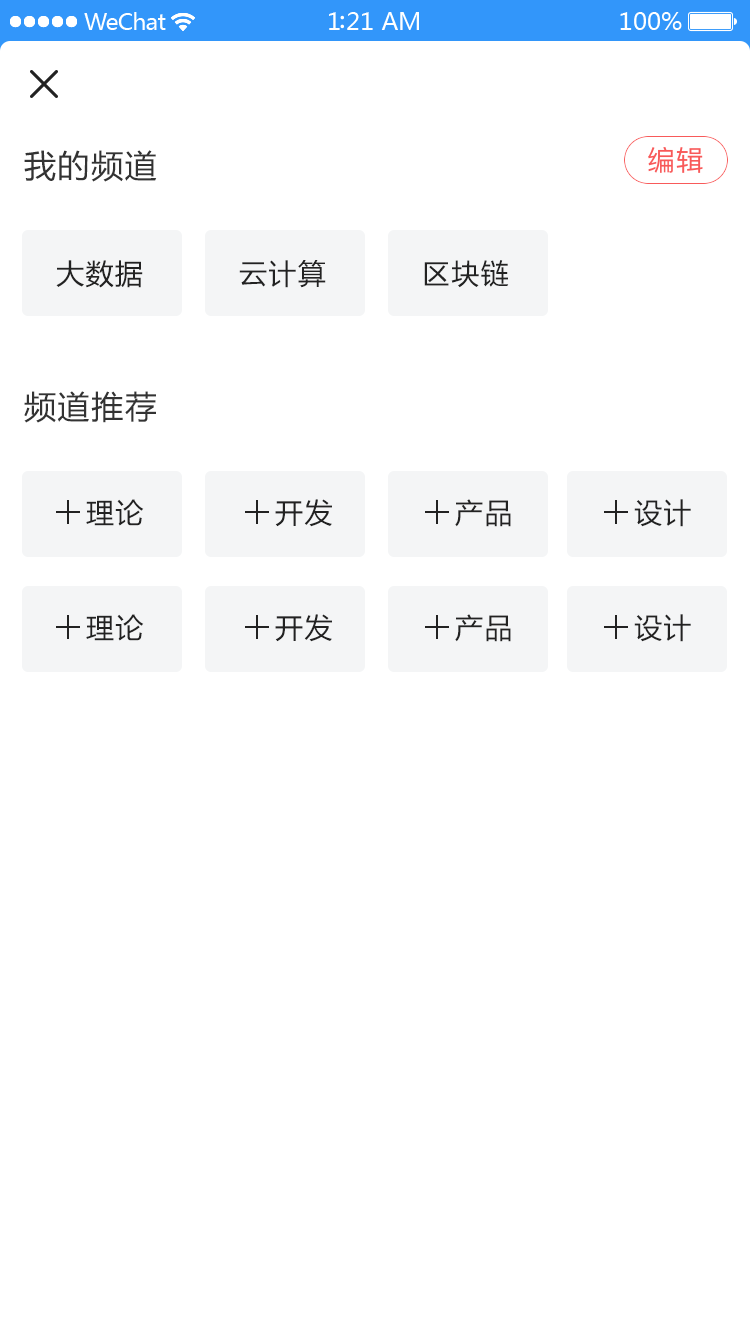 WeChat 1:21 AM 100%
我的频道 编辑
大数据 云计算 区块链
频道推荐
+理论 +开发 +产品 +设计
+理论 +开发 +产品 +设计